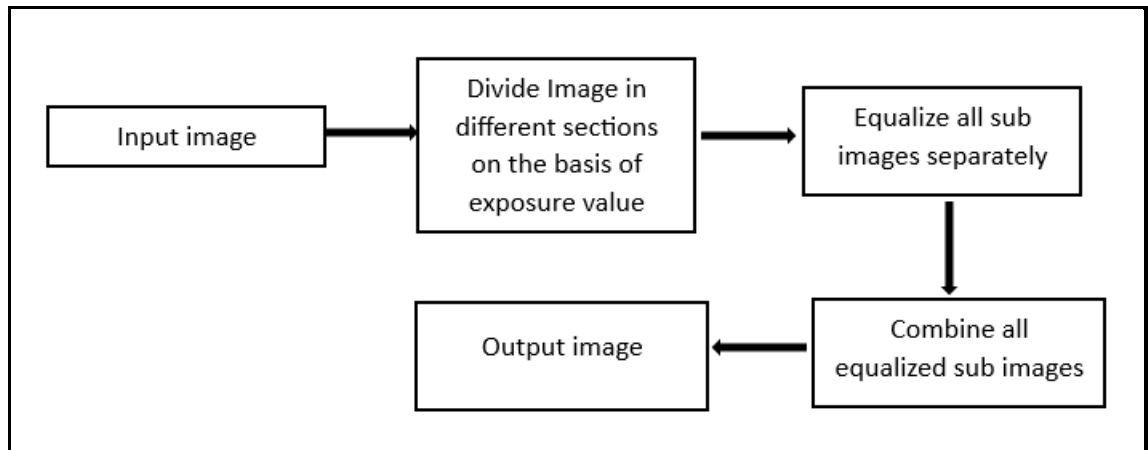 Input image
Divide Image in
different sections
on the basis of
exposure value
Equalize all sub
images separately
Combine all
equalized sub images
Output image